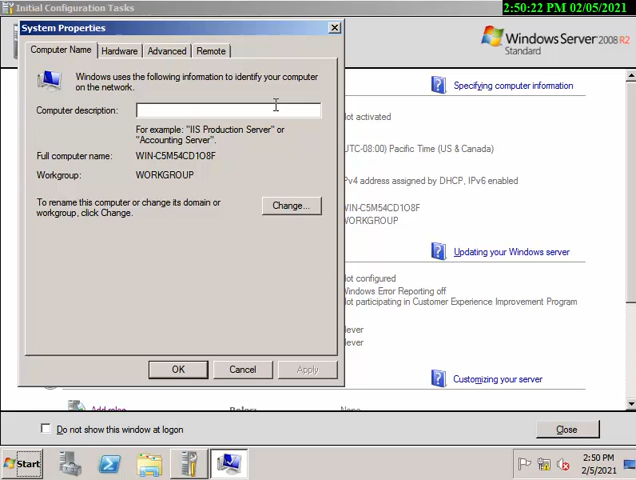 Initial Configuration Tasks
2:50:22 PM 02/05/2021
System Properties
Computer Name
Hardware
Advanced
Remote
Windows uses the following information to identify your computer
on the network.
Computer description:
For example: "IIS Production Server" or
"Accounting Server".
Full computer name:
WIN-C5M54CD1O8F
Workgroup:
WORKGROUP
To rename this computer or change its domain or
workgroup, click Change.
Change...
OK
Cancel
Apply
Windows Server 2008 R2
Standard
Specifying computer information
ot activated
UTC-08:00) Pacific Time (US & Canada)
Pv4 address assigned by DHCP, IPv6 enabled
WIN-C5M54CD1O8F
WORKGROUP
Updating your Windows server
ot configured
Windows Error Reporting off
ot participating in Customer Experience Improvement Program
ever
ever
Customizing your server
Add roles
Roles:
None
Do not show this window at logon
Close
Start
2:50 PM
2/5/2021